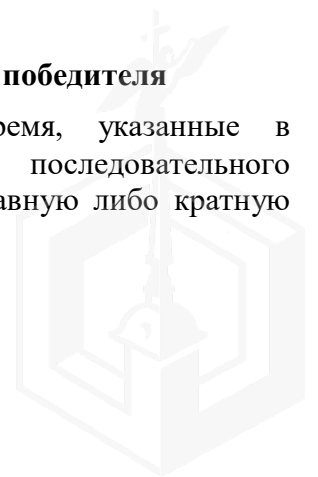 победителя
ремя, указанные в
последовательного
авную либо кратную